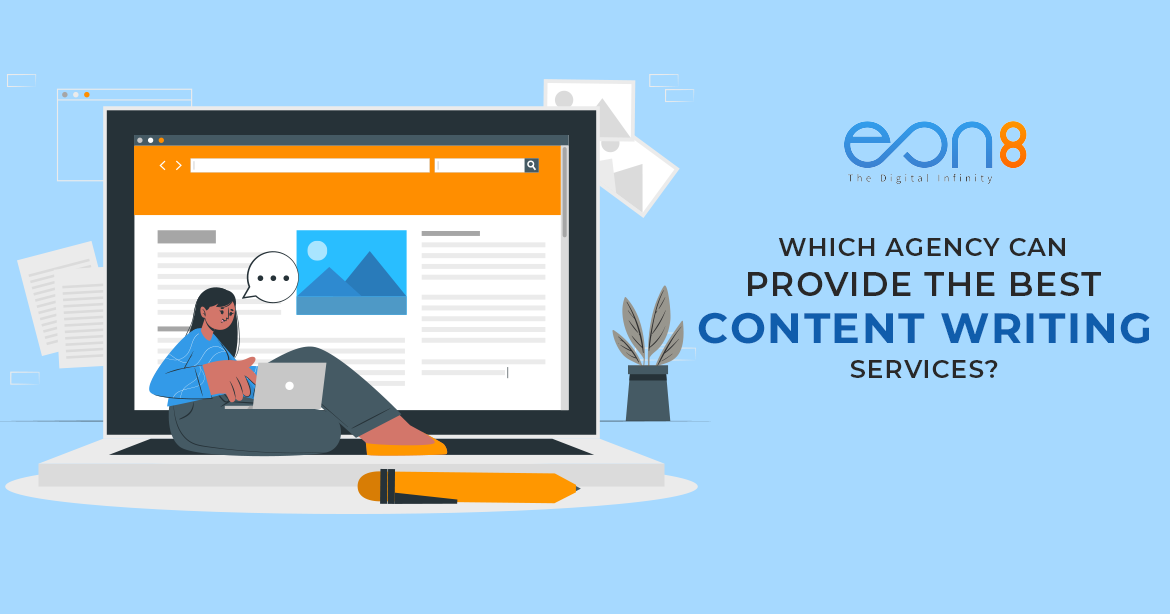 eon8
The Digital Infinity
WHICH AGENCY CAN
PROVIDE THE BEST
CONTENT WRITING
SERVICES?